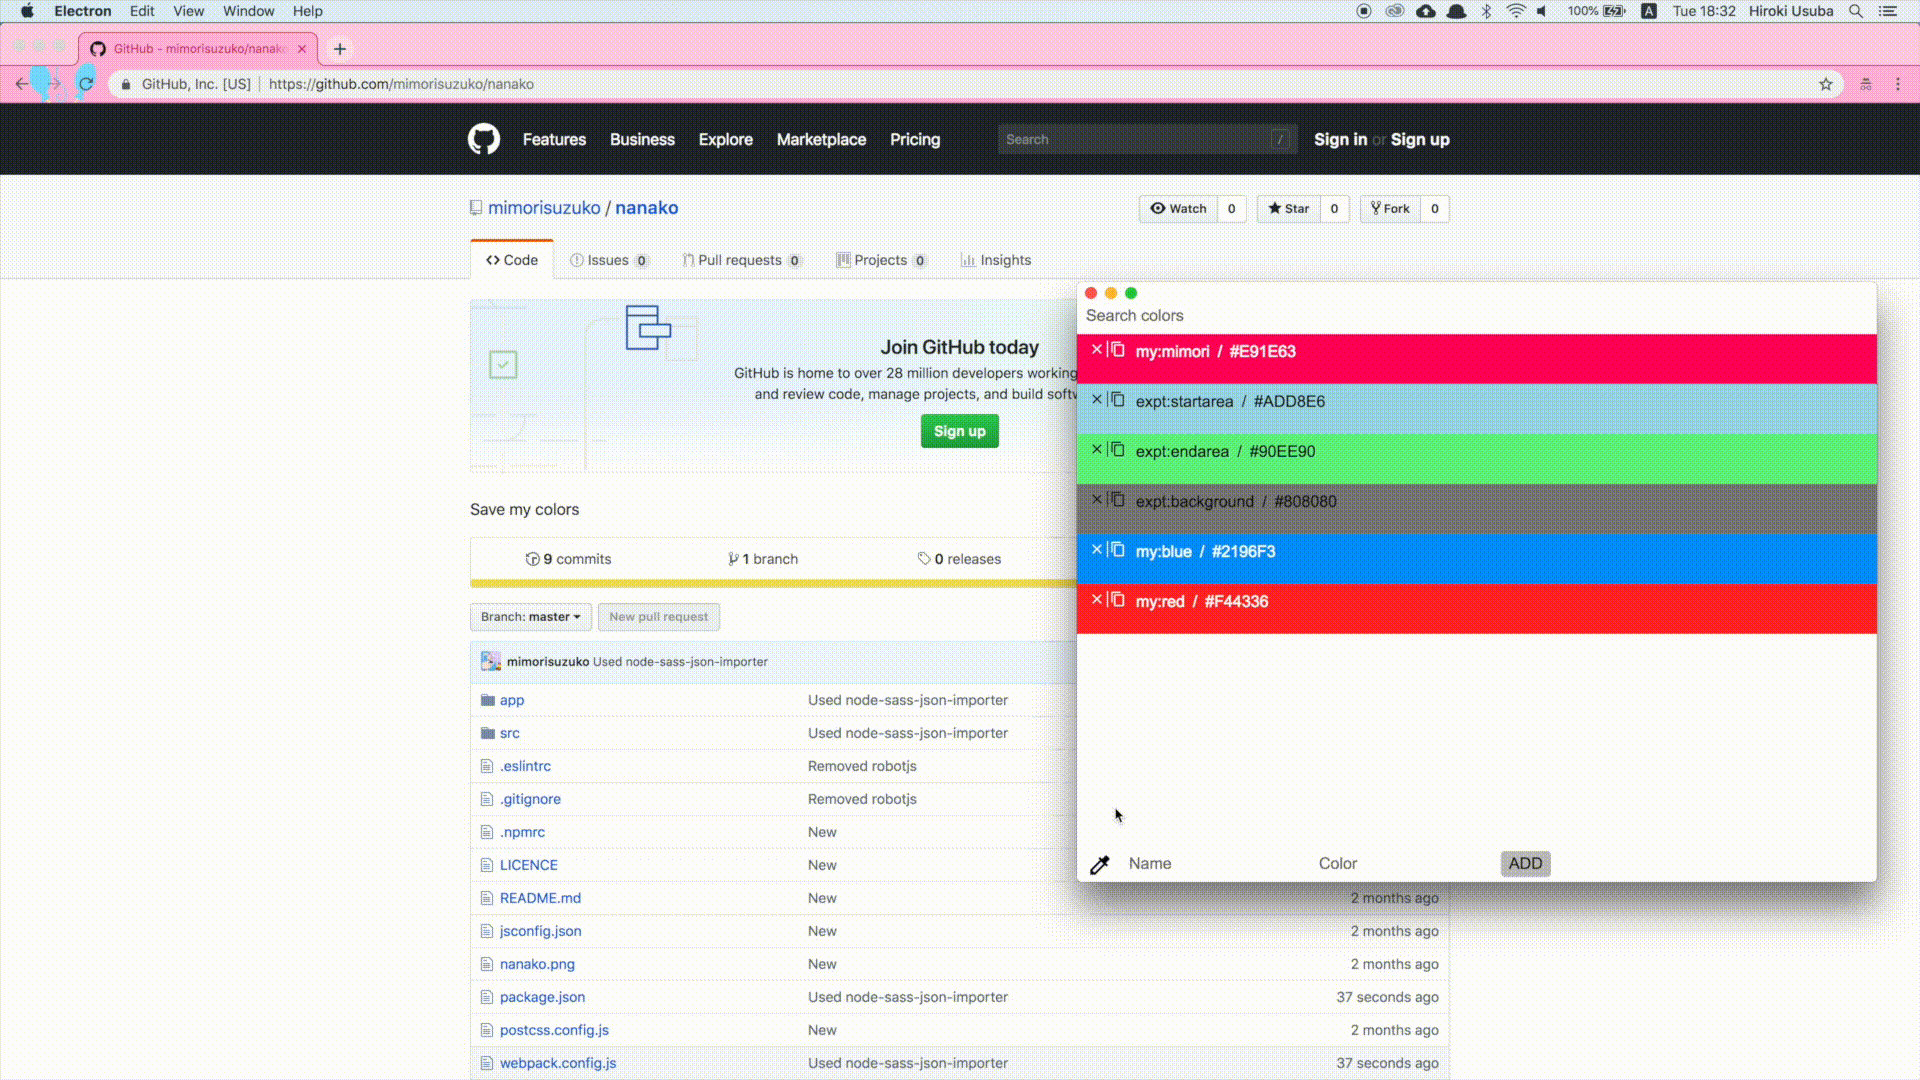 Electron Edit View Window Help 100% A Tue 18:32 Hiroki Usuba
GitHub - mimorisuzuko/nanako
GitHub, Inc. [US] https://github.com/mimorisuzuko/nanako
Features Business Explore Marketplace Pricing Search / Sign in or Sign up
mimorisuzuko / nanako Watch 0 Star 0 Fork 0
Code Issues 0 Pull requests 0 Projects 0 Insights
Join GitHub today
GitHub is home to over 28 million developers working
and review code, manage projects, and build
Sign up
Save my colors
9 commits 1 branch 0 releases
Branch: master New pull request
mimorisuzuko Used node-sass-json-importer
app Used node-sass-json-importer
src Used node-sass-json-importer
.eslintrc Removed robotjs
.gitignore Removed robotjs
.npmrc New
LICENCE New
README.md New 2 months ago
jsconfig.json New 2 months ago
nanako.png New 2 months ago
package.json Used node-sass-json-importer 37 seconds ago
postcss.config.js New 2 months ago
webpack.config.js Used node-sass-json-importer 37 seconds ago
Search colors
my:mimori / #E91E63
expt:startarea / #ADD8E6
expt:endarea / #90EE90
expt:background / #808080
my:blue / #2196F3
my:red / #F44336
Name Color ADD